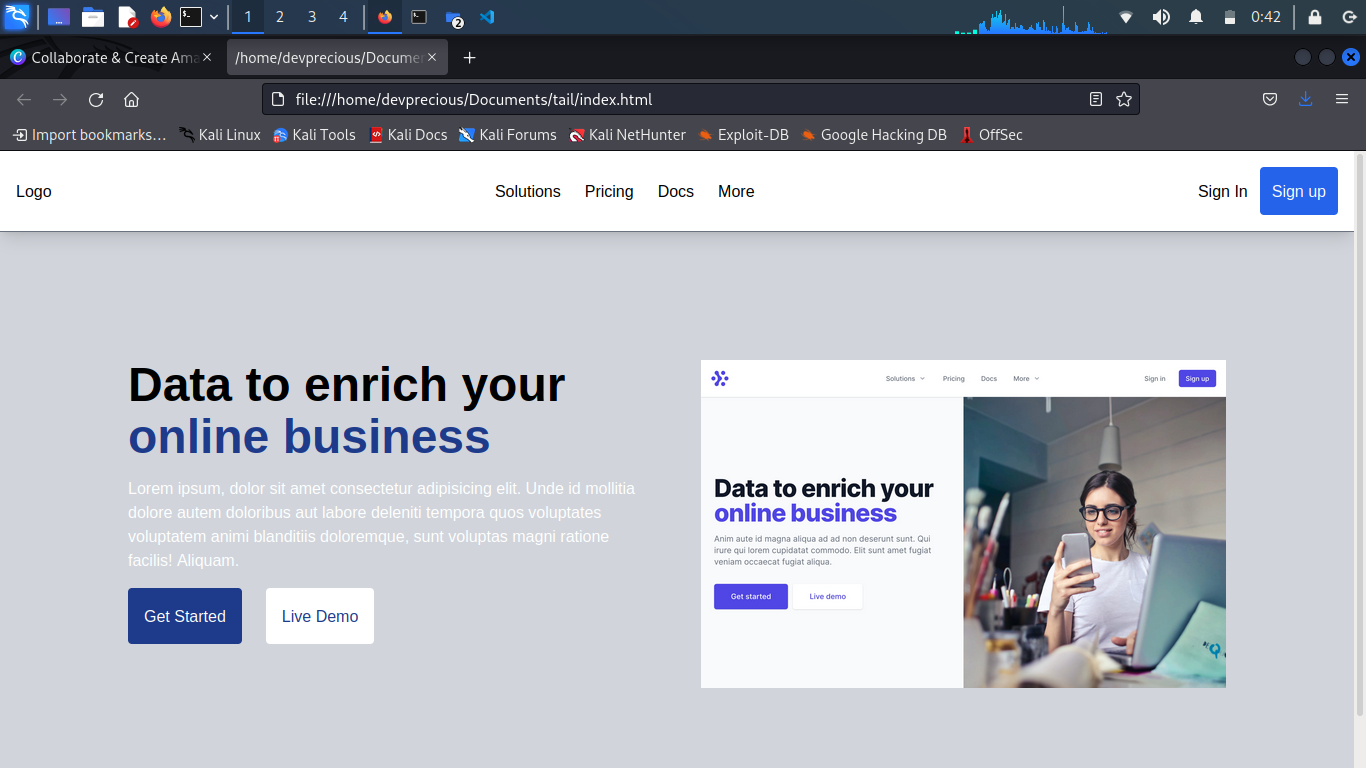 1 2 3 4
2
0:42
Collaborate & Create Ama
/home/devprecious/Documen
file:///home/devprecious/Documents/tail/index.html
Import bookmarks... Kali Linux Kali Tools Kali Docs Kali Forums Kali NetHunter Exploit-DB Google Hacking DB OffSec
Logo Solutions Pricing Docs More Sign In Sign up
Data to enrich your
online business
Lorem ipsum, dolor sit amet consectetur adipisicing elit. Unde id mollitia
dolore autem doloribus aut labore deleniti tempora quos voluptates
voluptatem animi blanditiis doloremque, sunt voluptas magni ratione
facilis! Aliquam.
Get Started Live Demo
Solutions Pricing Docs More Sign in Sign up
Data to enrich your
online business
Anim aute id magna aliqua ad ad non deserunt sunt. Qui
irure qui lorem cupidatat commodo. Elit sunt amet fugiat
veniam occaecat fugiat aliqua.
Get started Live demo